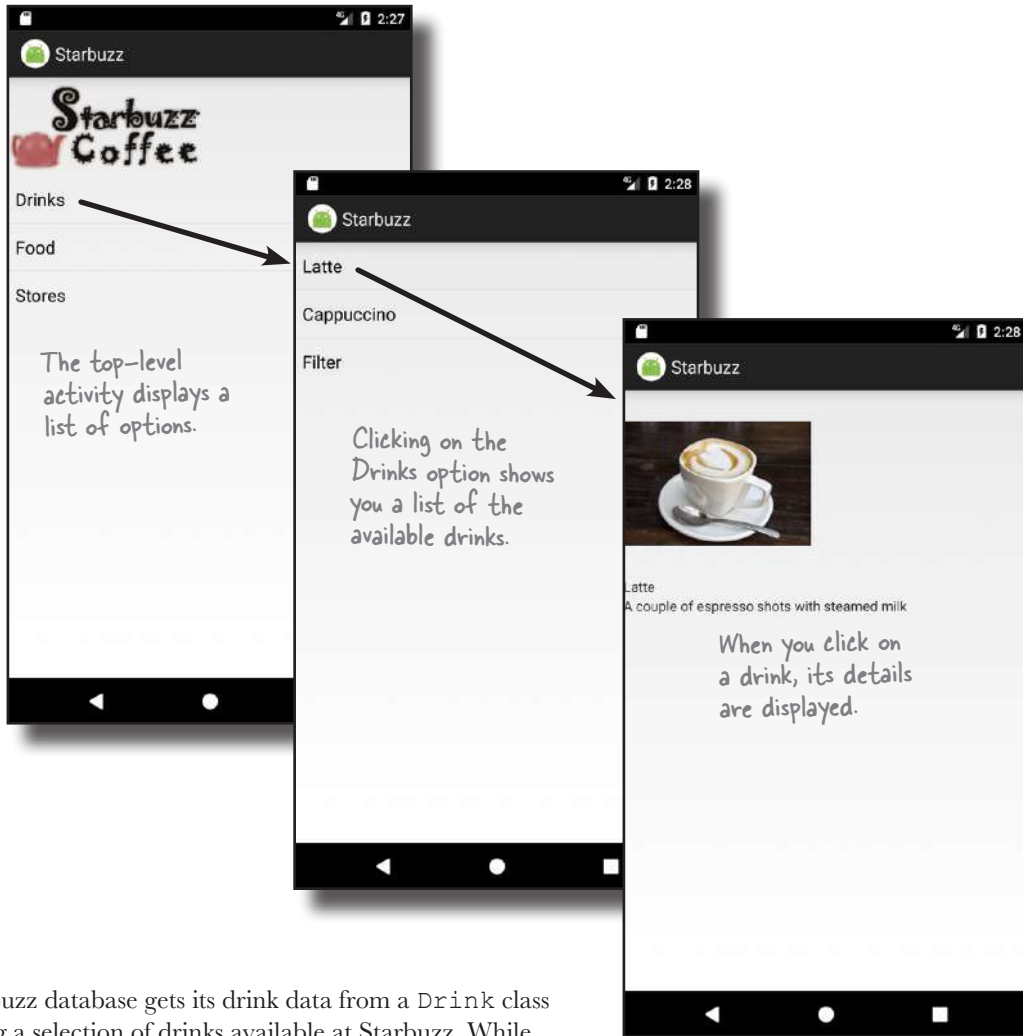 4G 2:27
Starbuzz
Starbuzz
Coffee
Drinks
Food
Stores
The top-level
activity displays a
list of options.
4G 2:28
Starbuzz
Latte
Cappuccino
Filter
Clicking on the
Drinks option shows
you a list of the
available drinks.
4G 2:28
Starbuzz
Latte
A couple of espresso shots with steamed milk
When you click on
a drink, its details
are displayed.
database gets its drink data from a Drink class
a selection of drinks available at Starbuzz. While